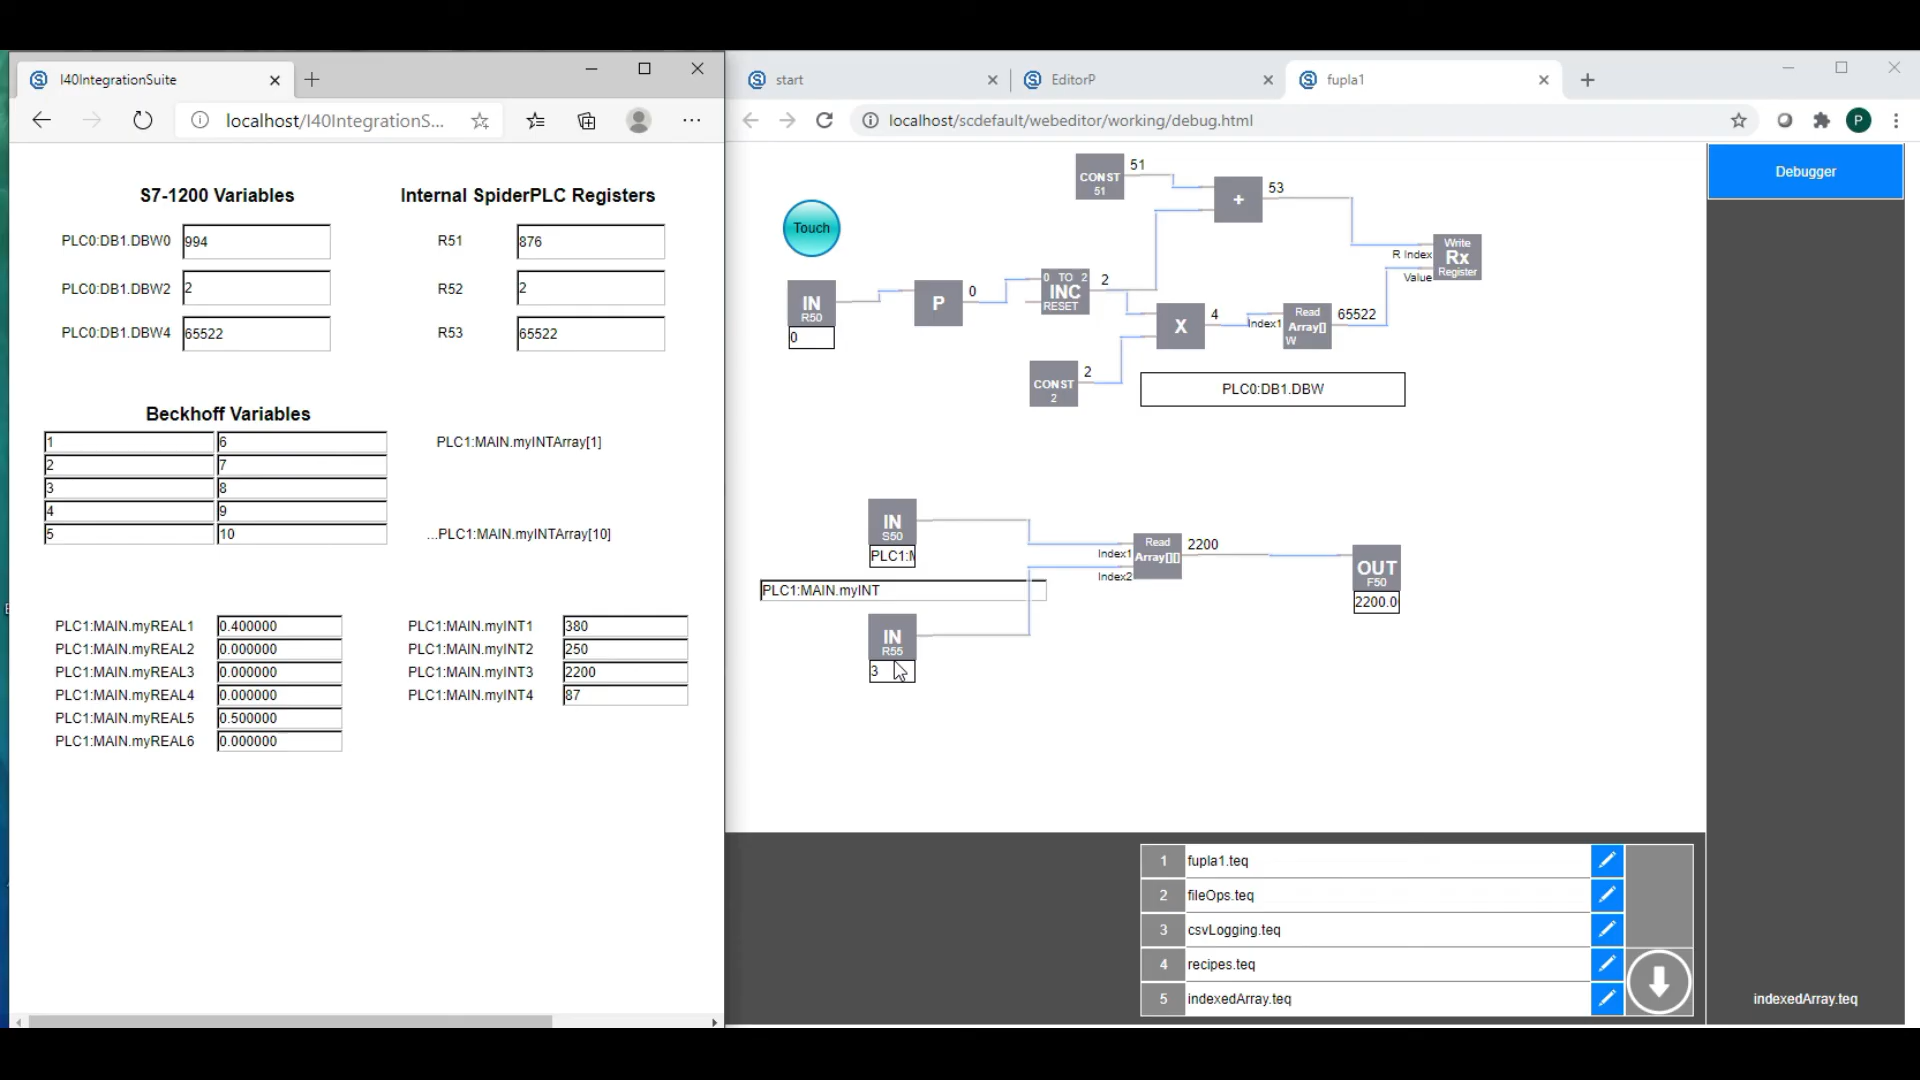 I40IntegrationSuite
localhost/I40IntegrationS...
S7-1200 Variables
Internal SpiderPLC Registers
PLC0:DB1.DBW0 994
R51 876
PLC0:DB1.DBW2 2
R52 2
PLC0:DB1.DBW4 65522
R53 65522
Beckhoff Variables
1 6
PLC1:MAIN.myINTArray[1]
2 7
3 8
4 9
5 10
...PLC1:MAIN.myINTArray[10]
PLC1:MAIN.myREAL1 0.400000
PLC1:MAIN.myINT1 380
PLC1:MAIN.myREAL2 0.000000
PLC1:MAIN.myINT2 250
PLC1:MAIN.myREAL3 0.000000
PLC1:MAIN.myINT3 2200
PLC1:MAIN.myREAL4 0.000000
PLC1:MAIN.myINT4 87
PLC1:MAIN.myREAL5 0.500000
PLC1:MAIN.myREAL6 0.000000
start
EditorP
fupla1
localhost/scdefault/webeditor/working/debug.html
P
Debugger
CONST
51
51
+
53
Touch
Write
Rx
Register
R Index
Value
IN
R50
0
P
0
0 TO 2
INC
RESET
2
X
4
Index1
Read
Array[]
W
65522
CONST
2
2
PLC0:DB1.DBW
IN
S50
PLC1:M
PLC1:MAIN.myINT
IN
R55
3
Index1
Index2
Read
Array[][]
2200
OUT
F50
2200.0
1 fupla1.teq
2 fileOps.teq
3 csvLogging.teq
4 recipes.teq
5 indexedArray.teq
indexedArray.teq